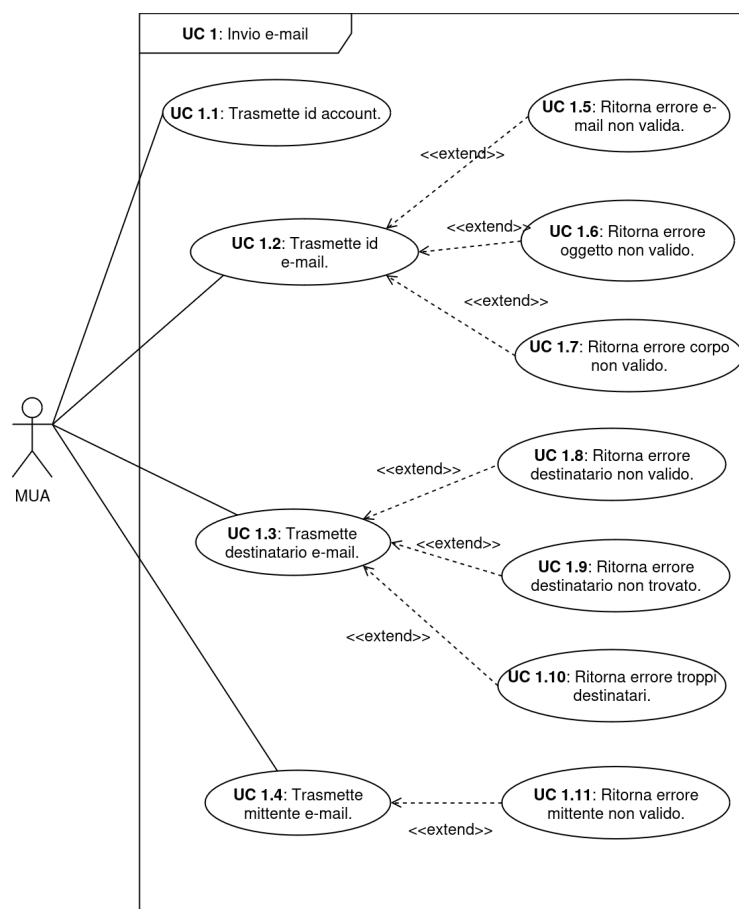 UC 1: Invio e-mail
UC 1.1: Trasmette id account.
UC 1.5: Ritorna errore e-
mail non valida.
<<extend>>
UC 1.2: Trasmette id
e-mail.
<<extend>>
UC 1.6: Ritorna errore
oggetto non valido.
<<extend>>
UC 1.7: Ritorna errore corpo
non valido.
MUA
<<extend>>
UC 1.8: Ritorna errore
destinatario non valido.
UC 1.3: Trasmette
destinatario e-mail.
<<extend>>
UC 1.9: Ritorna errore
destinatario non trovato.
<<extend>>
UC 1.10: Ritorna errore troppi
destinatari.
UC 1.4: Trasmette
mittente e-mail.
<<extend>>
UC 1.11: Ritorna errore
mittente non valido.